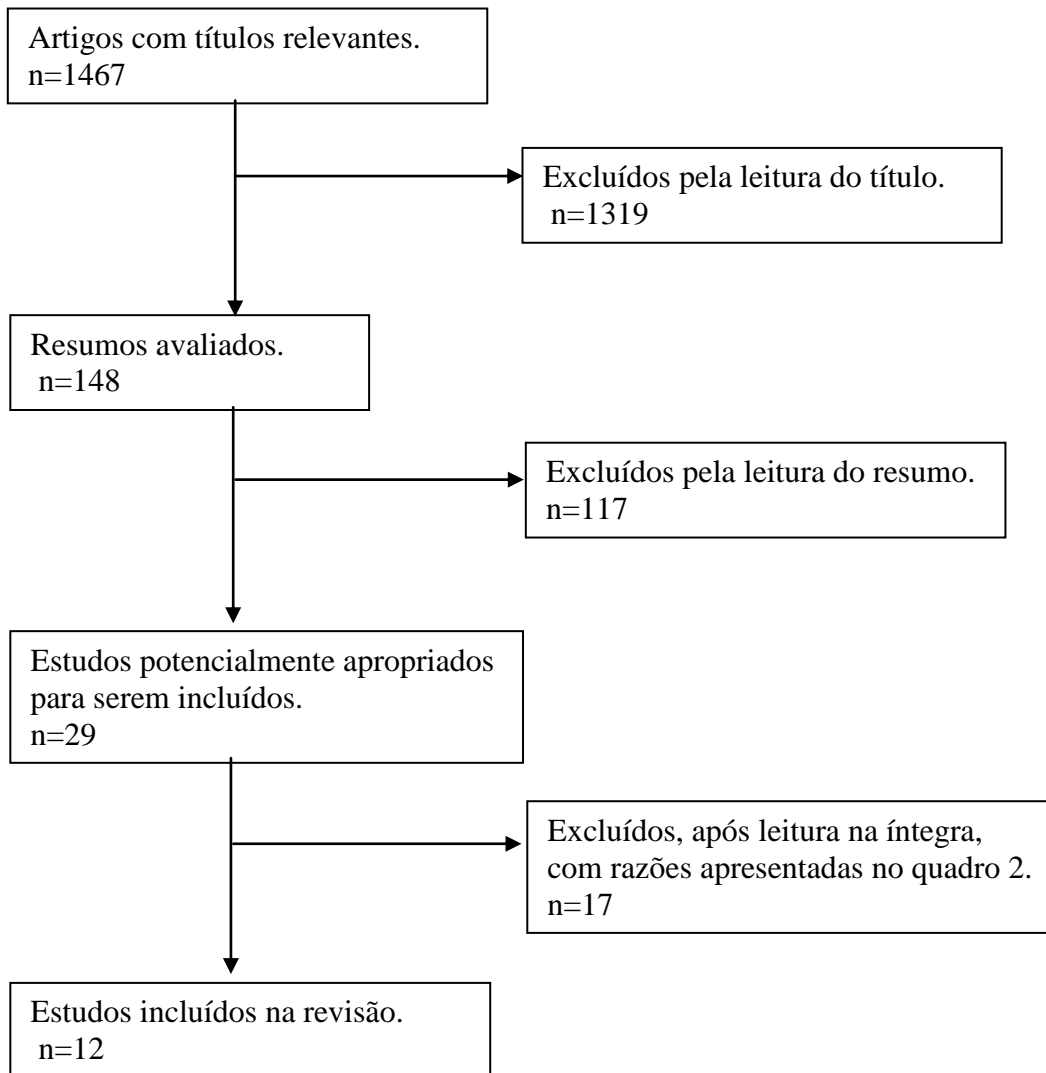 Artigos com títulos relevantes.
n=1467
Excluídos pela leitura do título.
n=1319
Resumos avaliados.
n=148
Excluídos pela leitura do resumo.
n=117
Estudos potencialmente apropriados
para serem incluídos.
n=29
Excluídos, após leitura na íntegra,
com razões apresentadas no quadro 2.
n=17
Estudos incluídos na revisão.
n=12